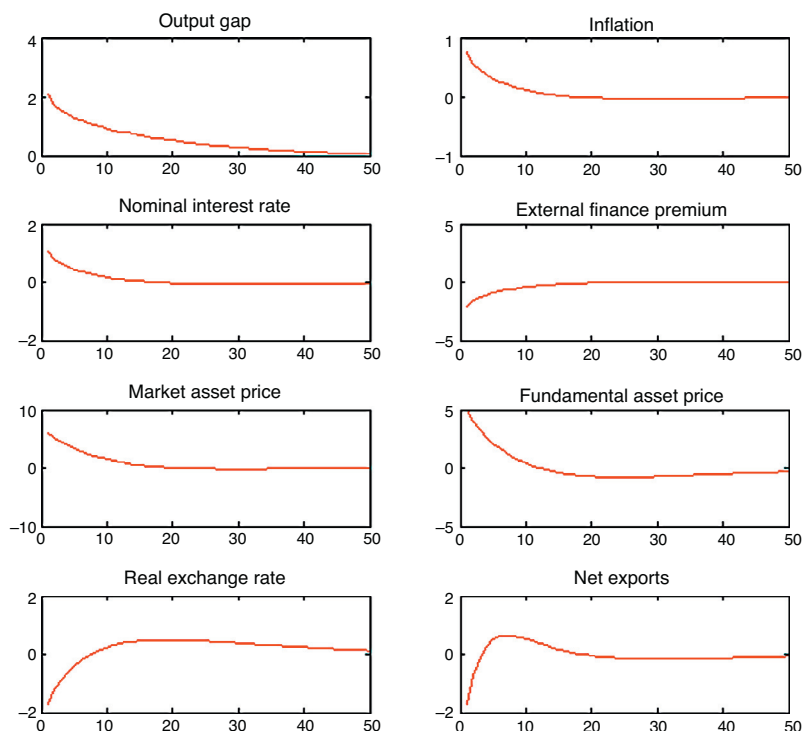 Output gap
4
2
0
0 10 20 30 40 50
Inflation
1
0
−1
0 10 20 30 40 50
Nominal interest rate
2
0
−2
0 10 20 30 40 50
External finance premium
5
0
−5
0 10 20 30 40 50
Market asset price
10
0
−10
0 10 20 30 40 50
Fundamental asset price
5
0
−5
0 10 20 30 40 50
Real exchange rate
2
0
−2
0 10 20 30 40 50
Net exports
2
0
−2
0 10 20 30 40 50